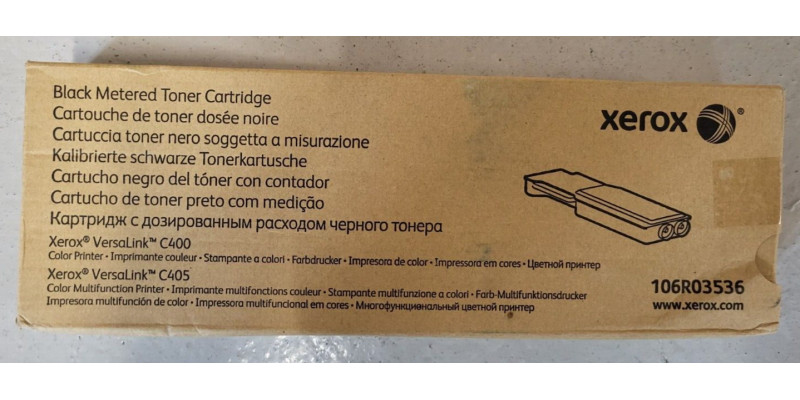 Black Metered Toner Cartridge
Cartouche de toner dosée noire
Cartuccia toner nero soggetta a misurazione
Kalibrierte schwarze Tonerkartusche
Cartucho negro del tóner con contador
Cartucho de toner preto com medição
Картридж с дозированным расходом черного тонера
Xerox® VersaLink™ C400
Color Printer • Imprimante couleur • Stampante a colori • Farbdrucker • Impresora de color • Impressora em cores • Цветной принтер
Xerox® VersaLink™ C405
Color Multifunction Printer • Imprimante multifonctions couleur • Stampante multifunzione a colori • Farb-Multifunktionsdrucker
Impresora multifunción de color • Impressora multifuncional em cores • Многофункциональный цветной принтер
xerox®
106R03536
www.xerox.com